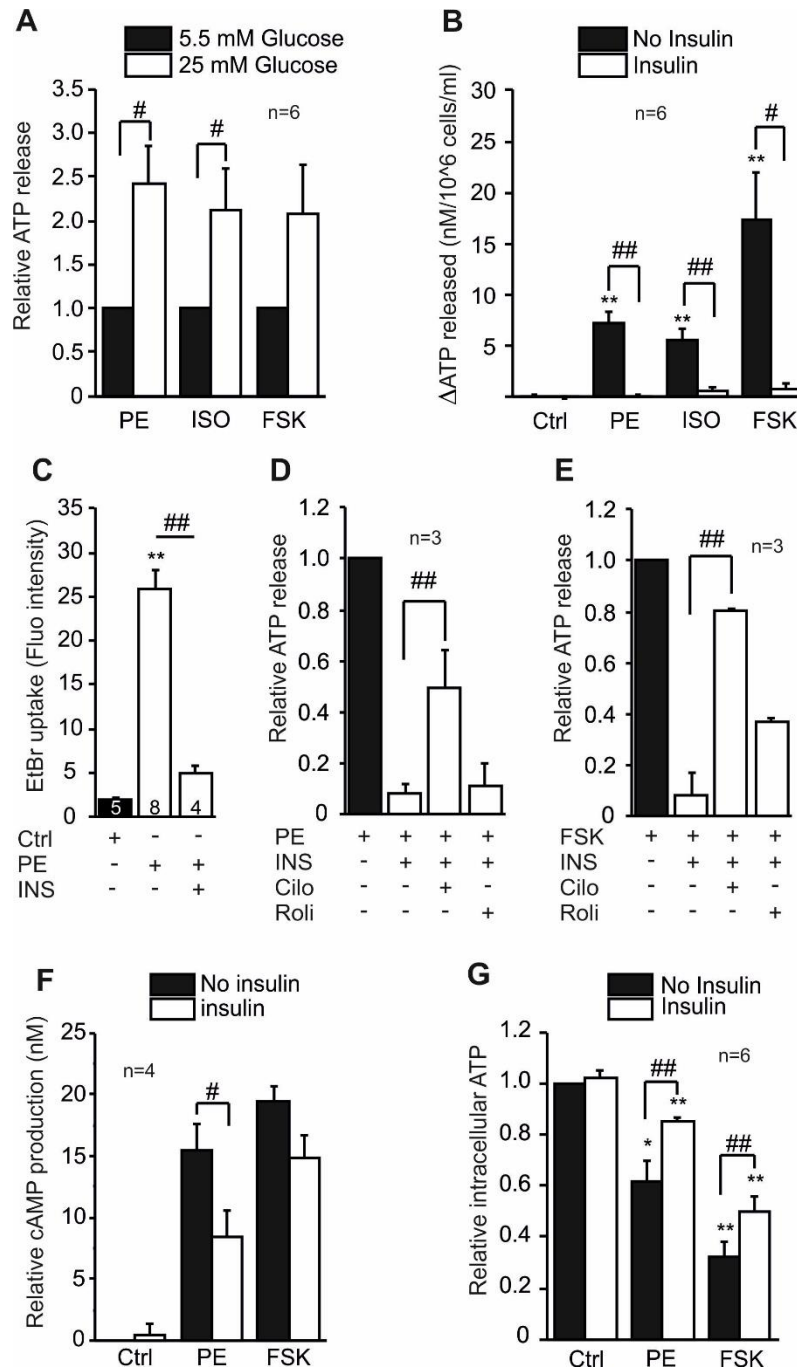 A
5.5 mM Glucose
25 mM Glucose
Relative ATP release
3.5
3.0
2.5
2.0
1.5
1.0
0.5
0
#
#
n=6
PE ISO FSK
B
No Insulin
Insulin
ΔATP released (nM/10^6 cells/ml)
30
25
20
15
10
5
n=6
**
##
**
##
**
#
Ctrl PE ISO FSK
C
EtBr uptake (Fluo intensity)
35
30
25
20
15
10
5
0
**
##
5 8 4
Ctrl + - -
PE - + +
INS - - +
D
Relative ATP release
1.2
1.0
0.8
0.6
0.4
0.2
0
n=3
##
PE + + + +
INS - + + +
Cilo - - + -
Roli - - - +
E
Relative ATP release
1.2
1.0
0.8
0.6
0.4
0.2
0
n=3
##
FSK + + + +
INS - + + +
Cilo - - + -
Roli - - - +
F
No insulin
insulin
Relative cAMP production (nM)
25
20
15
10
5
0
n=4
#
Ctrl PE FSK
G
No Insulin
Insulin
Relative intracellular ATP
1.2
1.0
0.8
0.6
0.4
0.2
0
n=6
*
##
**
**
##
**
Ctrl PE FSK